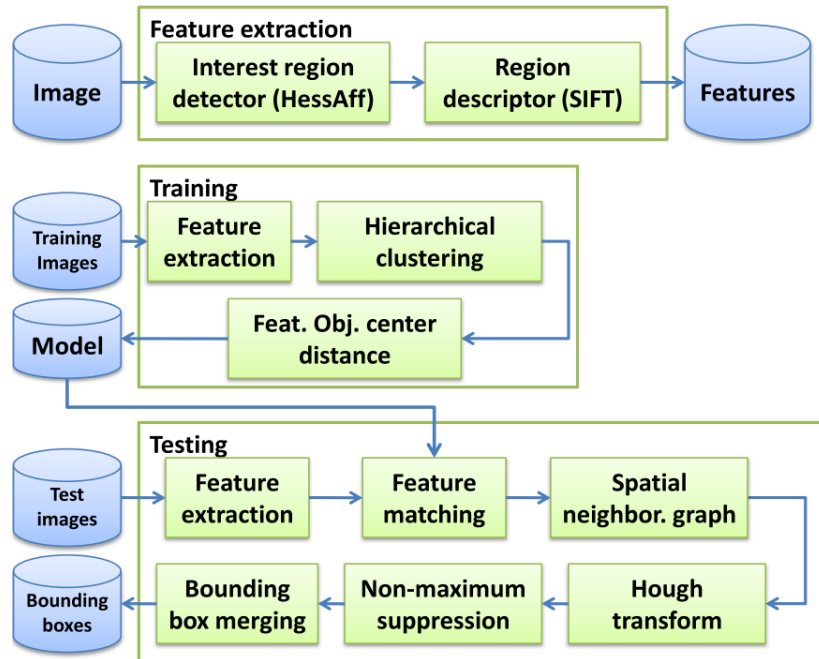 Feature extraction
Image
Interest region
detector (HessAff)
Region
descriptor (SIFT)
Features
Training
Training
Images
Feature
extraction
Hierarchical
clustering
Model
Feat. Obj. center
distance
Testing
Test
images
Feature
extraction
Feature
matching
Spatial
neighbor. graph
Bounding
boxes
Bounding
box merging
Non-maximum
suppression
Hough
transform